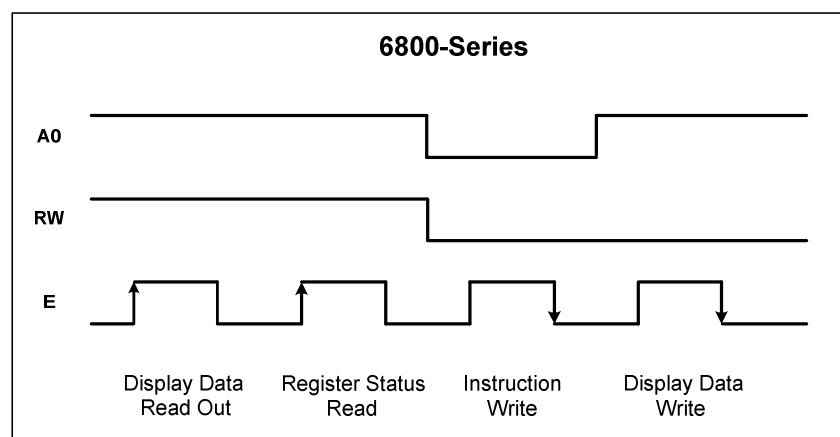 6800-Series
A0
RW
E
Display Data
Read Out
Register Status
Read
Instruction
Write
Display Data
Write